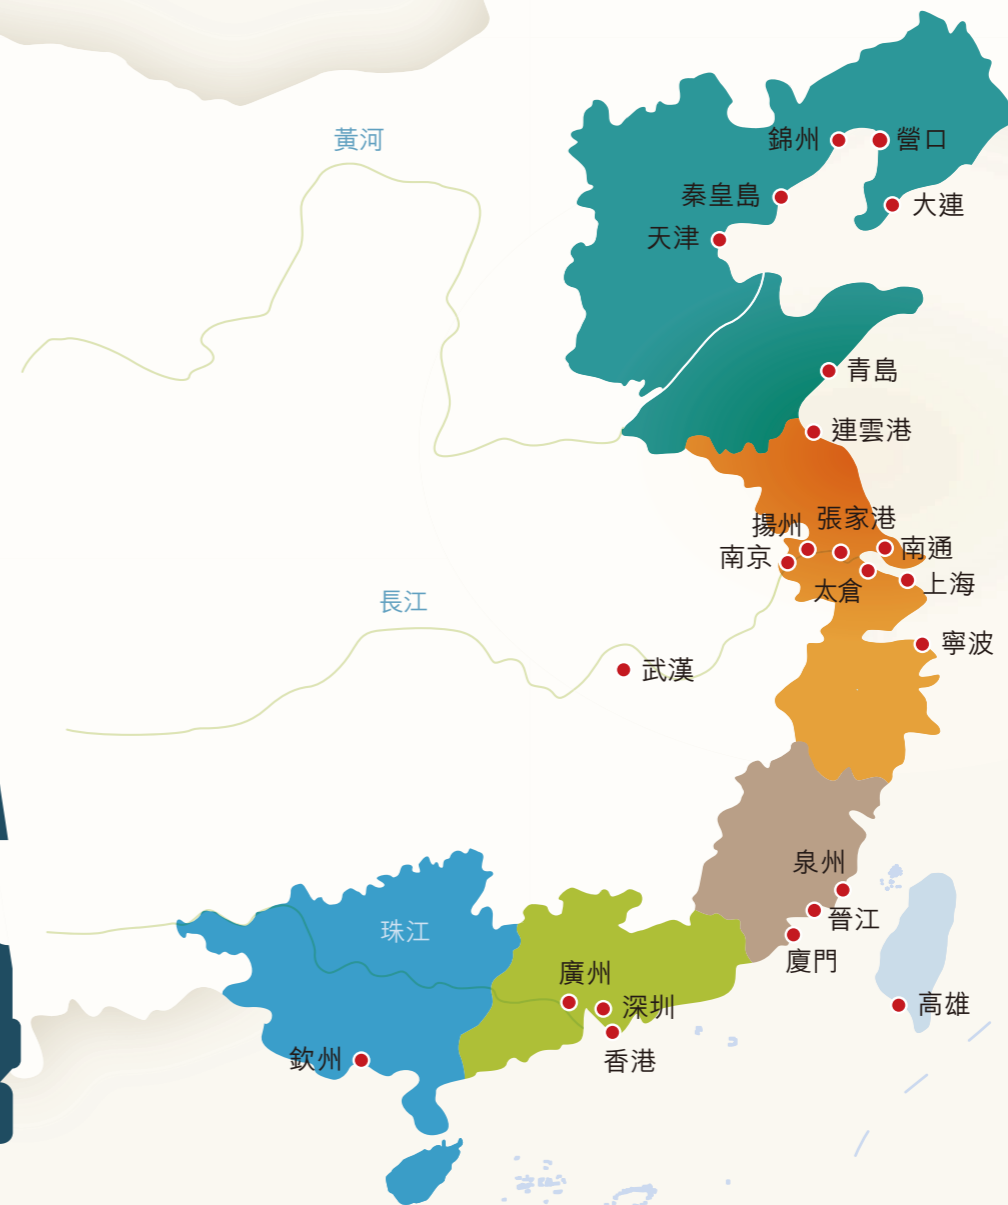 黃河
錦州
營口
秦皇島
大連
天津
青島
連雲港
揚州
張家港
南京
南通
太倉
上海
長江
寧波
武漢
泉州
晉江
珠江
廈門
廣州
深圳
高雄
欽州
香港